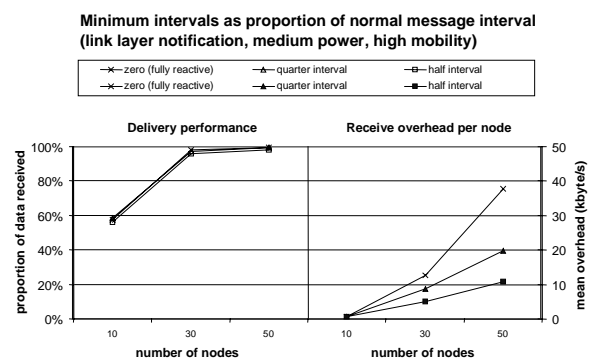 Minimum intervals as proportion of normal message interval
(link layer notification, medium power, high mobility)
zero (fully reactive) quarter interval half interval
zero (fully reactive) quarter interval half interval
Delivery performance Receive overhead per node
proportion of data received
100%
80%
60%
40%
20%
0%
50
40
30
20
10
0
mean overhead (kbyte/s)
10 30 50 10 30 50
number of nodes number of nodes